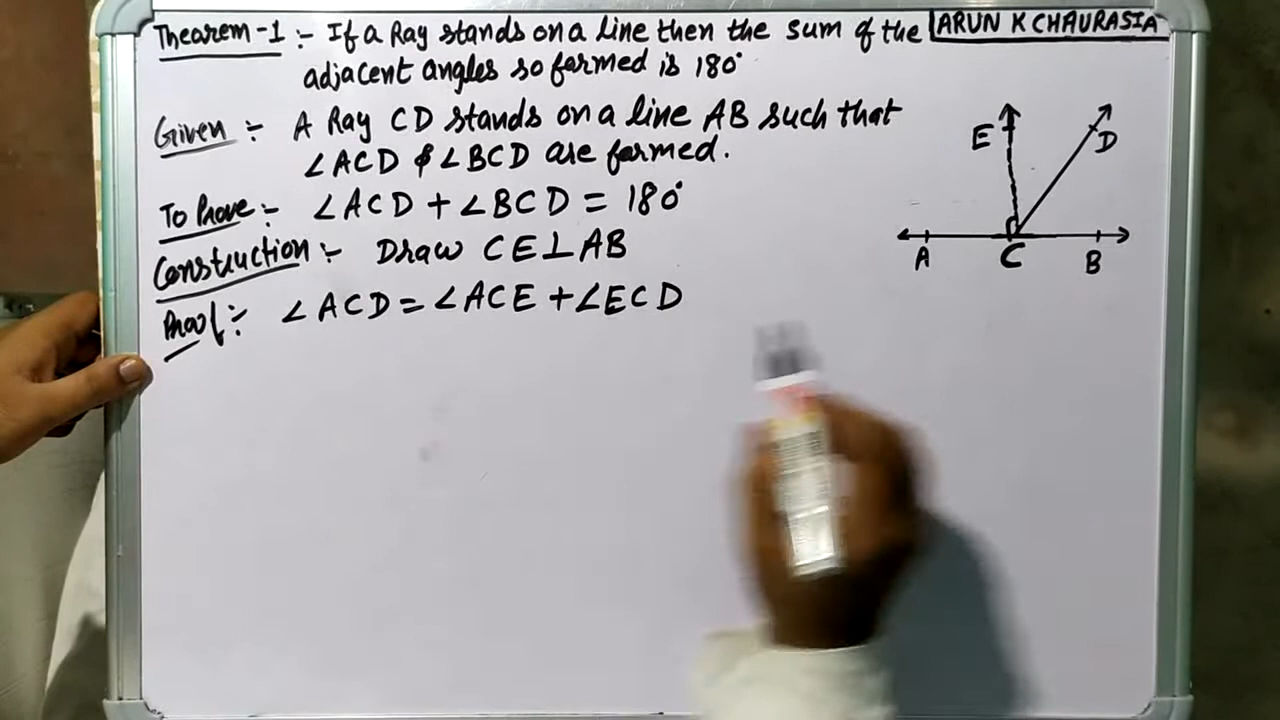 Thearem-1 :- If a Ray stands on a line then the sum of the ARUN K CHAURASIA
adjacent angles so formed is 180°
Given :- A Ray CD stands on a line AB such that
∠ACD & ∠BCD are formed.
To Prove :- ∠ACD + ∠BCD = 180°
Construction :- Draw CE⊥AB
Proof :- ∠ACD = ∠ACE + ∠ECD
E D
A C B